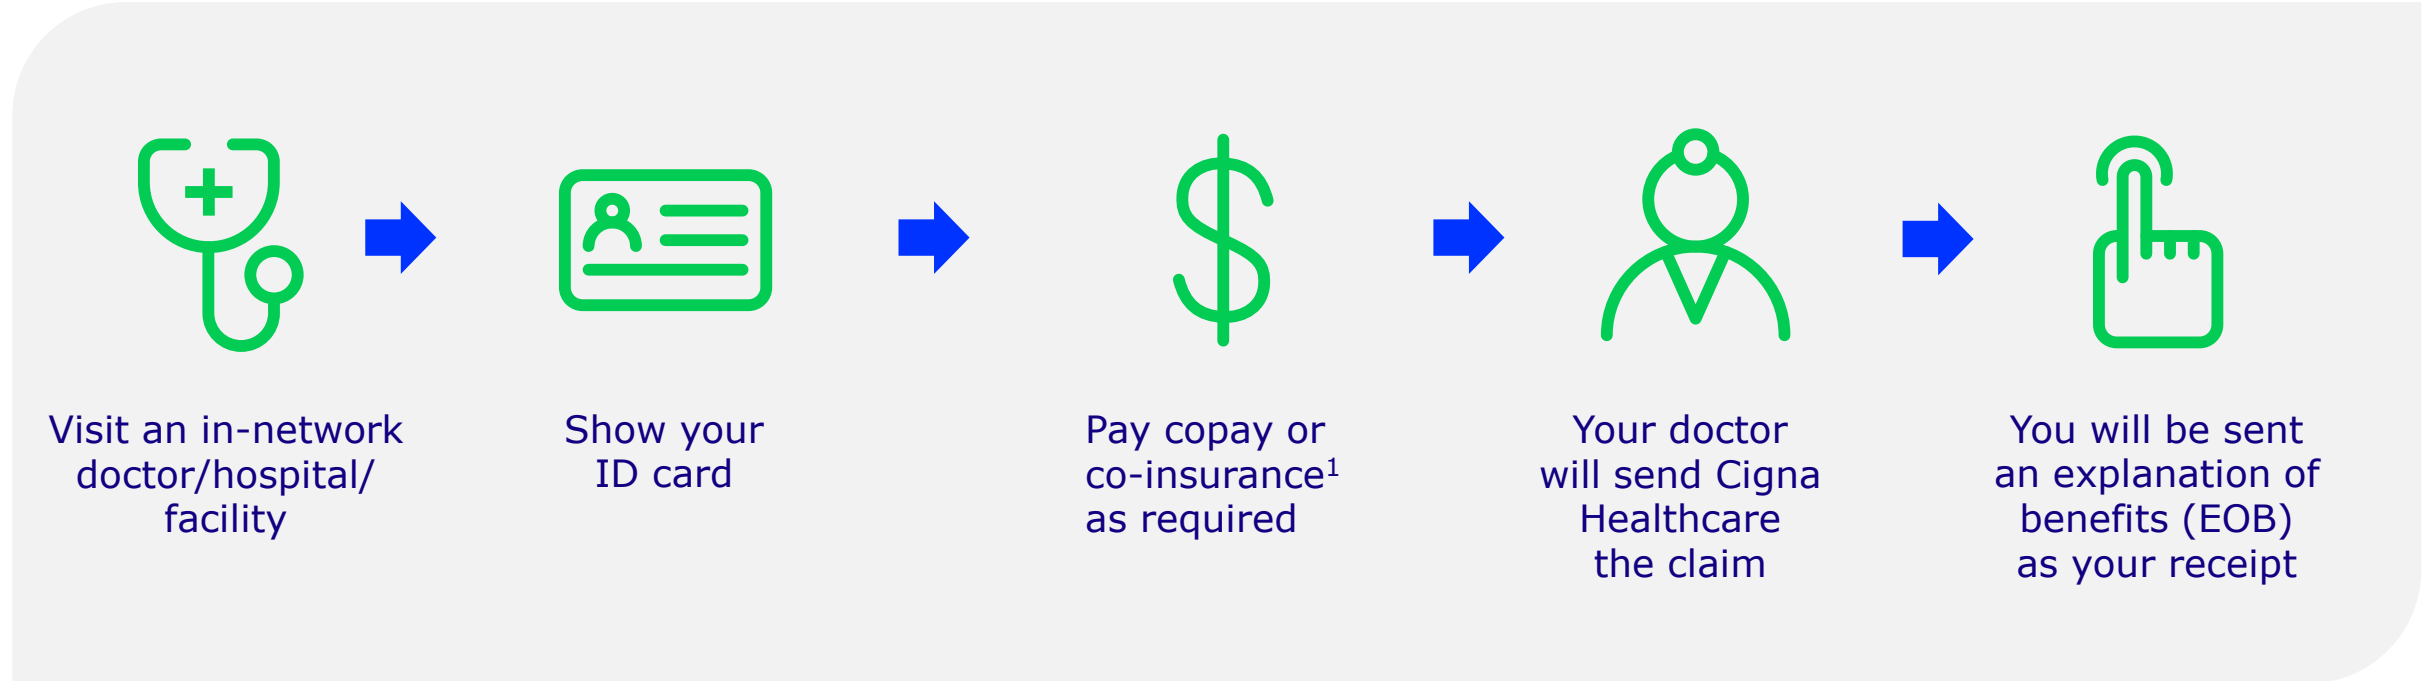 Visit an in-network
doctor/hospital/
facility
Show your
ID card
Pay copay or
co-insurance¹
as required
Your doctor
will send Cigna
Healthcare
the claim
You will be sent
an explanation of
benefits (EOB)
as your receipt